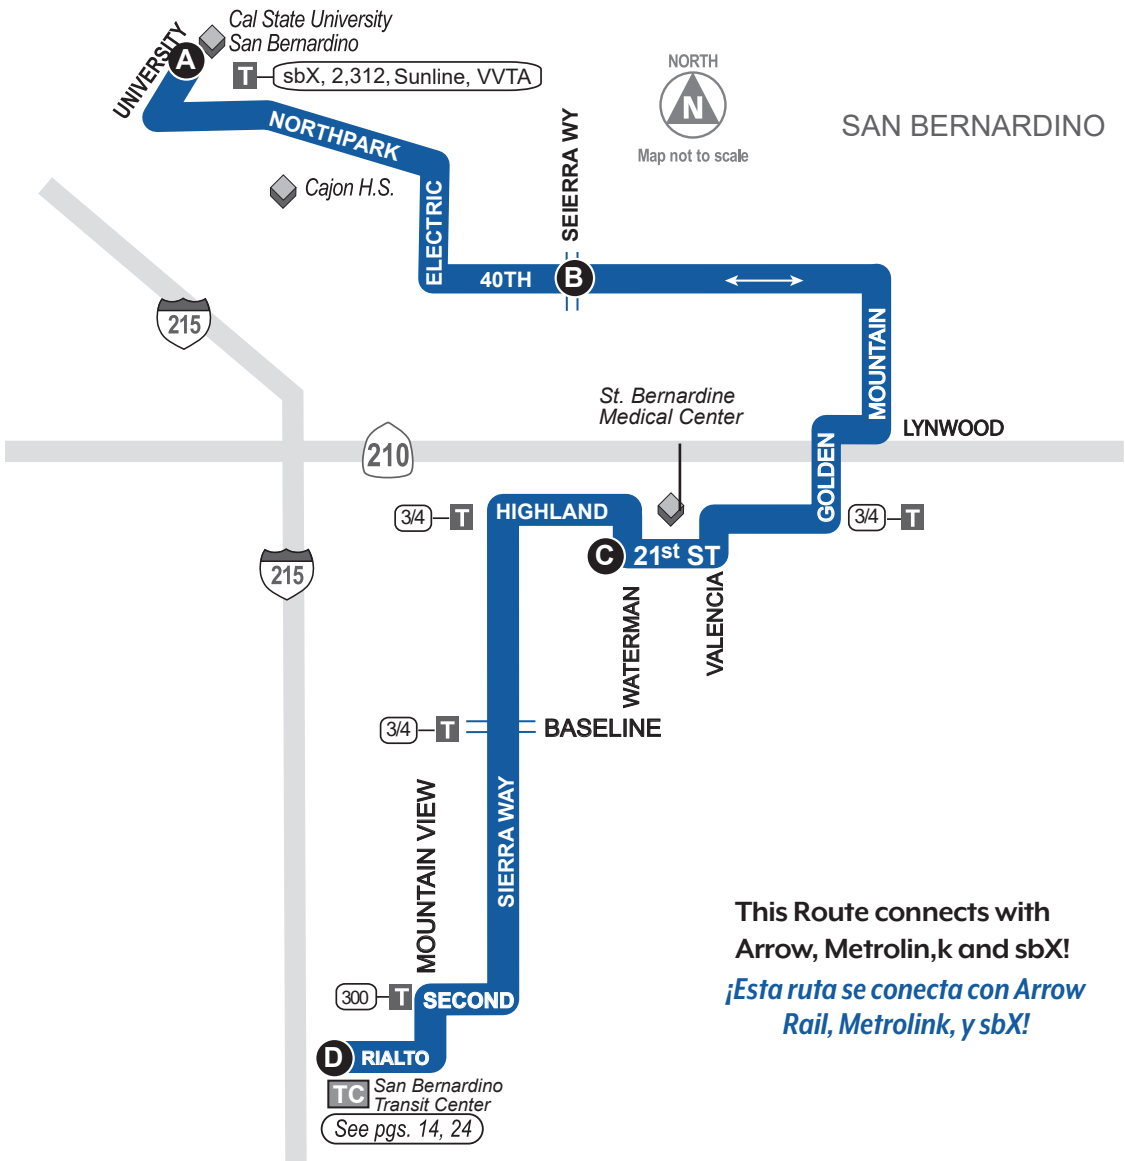 Cal State University
San Bernardino
UNIVERSITY
A
T
sbX, 2,312, Sunline, VVTA
NORTH
N
Map not to scale
SAN BERNARDINO
NORTHPARK
Cajon H.S.
ELECTRIC
SEIERRA WY
40TH
B
215
MOUNTAIN
St. Bernardine
Medical Center
LYNWOOD
210
GOLDEN
3/4
T
HIGHLAND
3/4
T
C
21st ST
215
WATERMAN
VALENCIA
3/4
T
BASELINE
MOUNTAIN VIEW
SIERRA WAY
This Route connects with
Arrow, Metrolin,k and sbX!
¡Esta ruta se conecta con Arrow
Rail, Metrolink, y sbX!
300
T
SECOND
D
RIALTO
TC
San Bernardino
Transit Center
See pgs. 14, 24